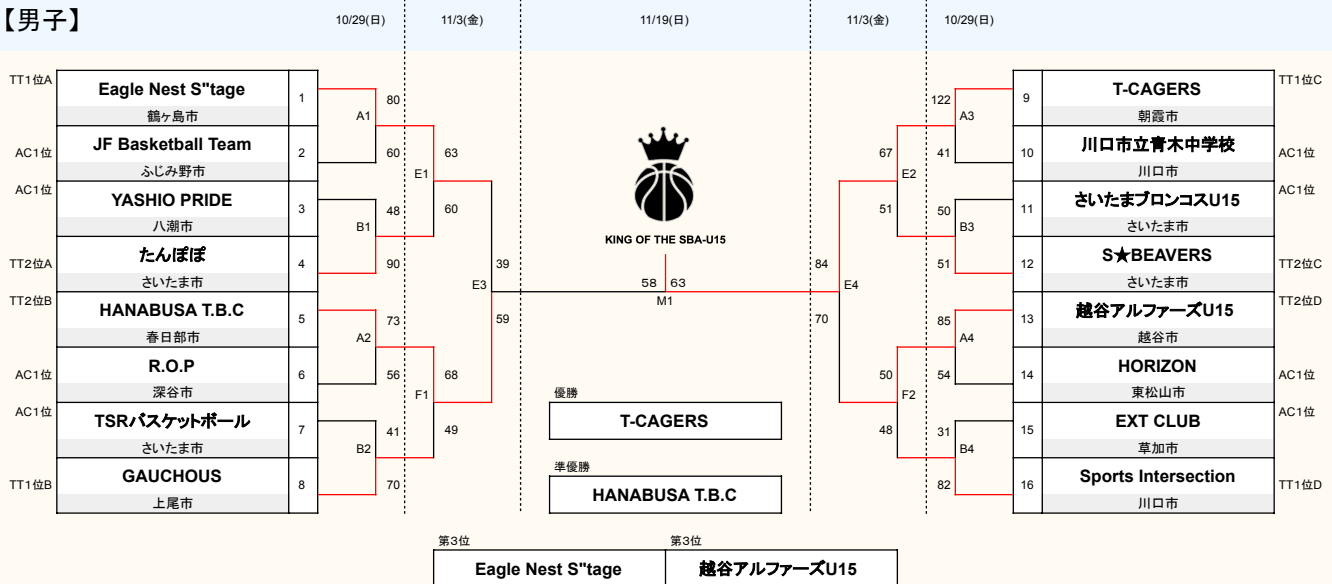 【男子】
10/29(日)
11/3(金)
11/19(日)
11/3(金)
10/29(日)
TT1位A
Eagle Nest S"tage
鶴ヶ島市
1
AC1位
JF Basketball Team
ふじみ野市
2
AC1位
YASHIO PRIDE
八潮市
3
TT2位A
たんぽぽ
さいたま市
4
TT2位B
HANABUSA T.B.C
春日部市
5
AC1位
R.O.P
深谷市
6
AC1位
TSRバスケットボール
さいたま市
7
TT1位B
GAUCHOUS
上尾市
8
A1
80
60
B1
48
90
A2
73
56
B2
41
70
E1
63
60
F1
68
49
E3
39
59
KING OF THE SBA-U15
58
63
M1
優勝
T-CAGERS
準優勝
HANABUSA T.B.C
第3位
Eagle Nest S"tage
第3位
越谷アルファーズU15
84
E4
70
67
E2
51
50
F2
48
122
A3
41
50
B3
51
85
A4
54
31
B4
82
9
T-CAGERS
朝霞市
TT1位C
10
川口市立青木中学校
川口市
AC1位
11
さいたまブロンコスU15
さいたま市
AC1位
12
S★BEAVERS
さいたま市
TT2位C
13
越谷アルファーズU15
越谷市
TT2位D
14
HORIZON
東松山市
AC1位
15
EXT CLUB
草加市
AC1位
16
Sports Intersection
川口市
TT1位D